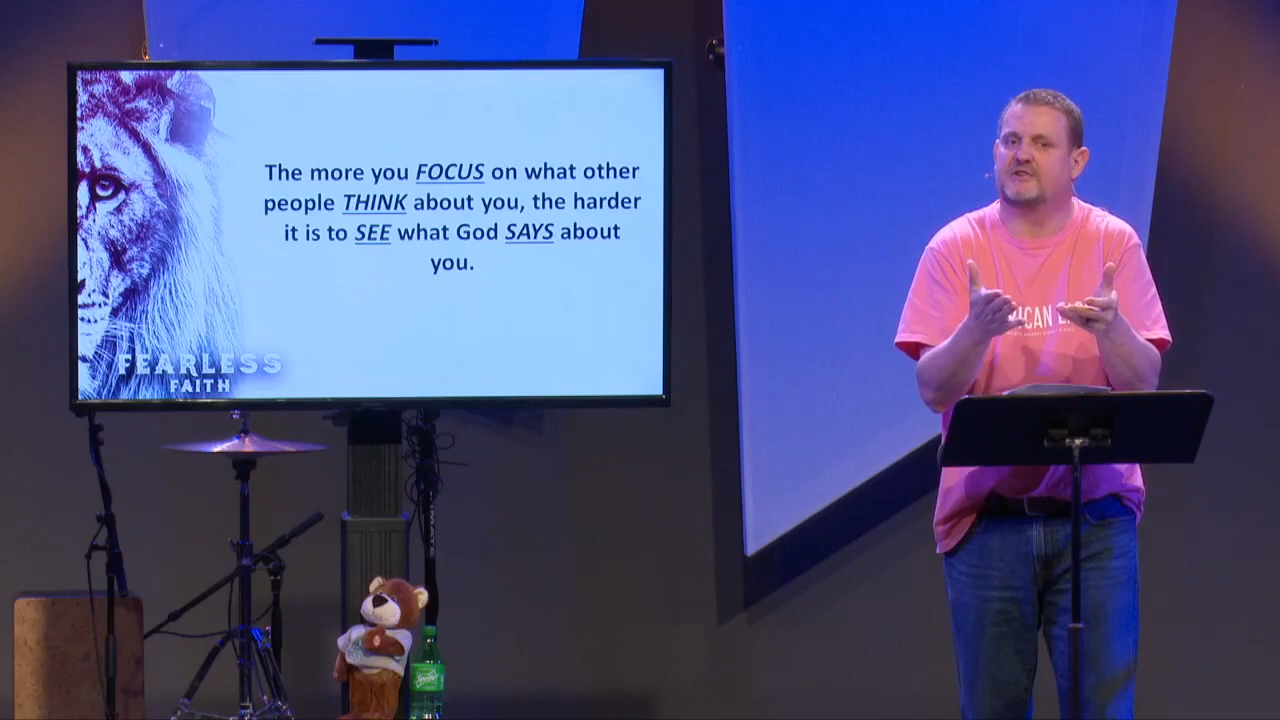 The more you FOCUS on what other
people THINK about you, the harder
it is to SEE what God SAYS about
you.
FEARLESS
FAITH
Sprite